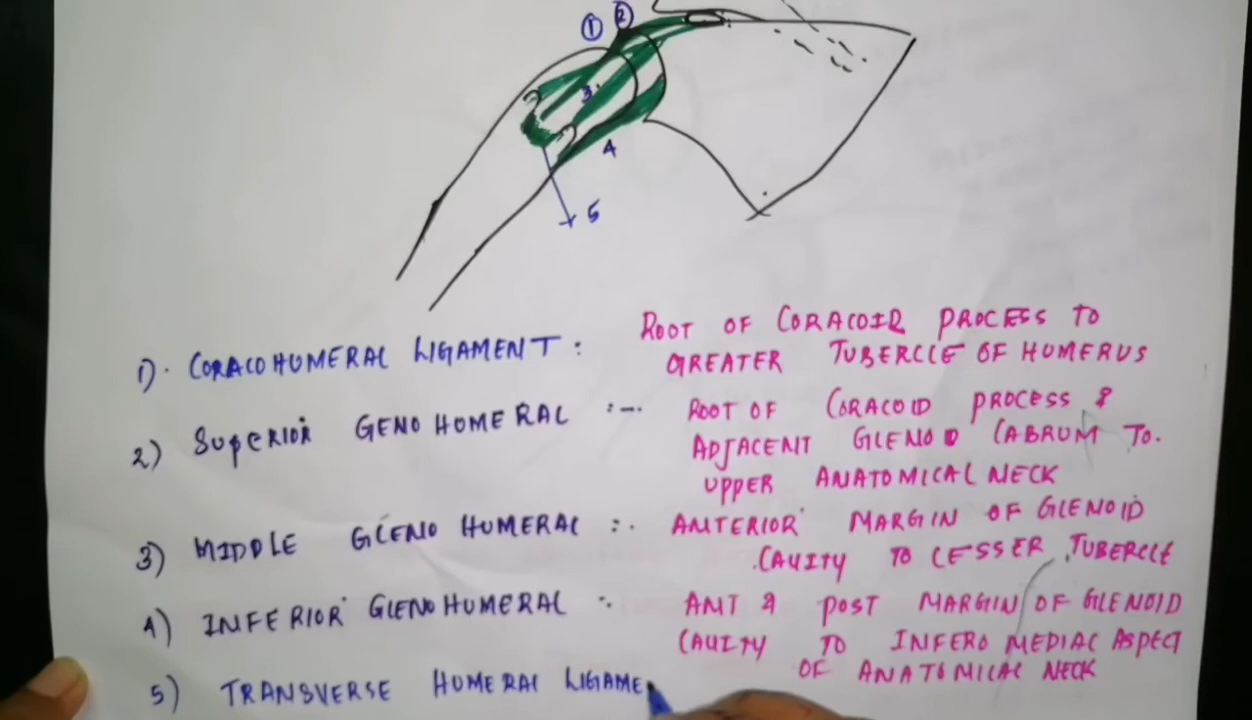 ① ②
3
4
5
1). CORACOHUMERAL LIGAMENT : ROOT OF CORACOID PROCESS TO
GREATER TUBERCLE OF HUMERUS
2) SUPERIOR GENO HOMERAL :-. ROOT OF CORACOID PROCESS &
ADJACENT GLENOD LABRUM TO.
UPPER ANATOMICAL NECK
3) MIDDLE GLENO HUMERAL :. ANTERIOR MARGIN OF GLENOID
CAVITY TO LESSER TUBERCLE
4) INFERIOR GLENOHUMERAL :. ANT & POST MARGIN OF GLENOID
CAVITY TO INFERO MEDIAL ASPECT
OF ANATOMICAL NECK
5) TRANSVERSE HUMERAL LIGAME